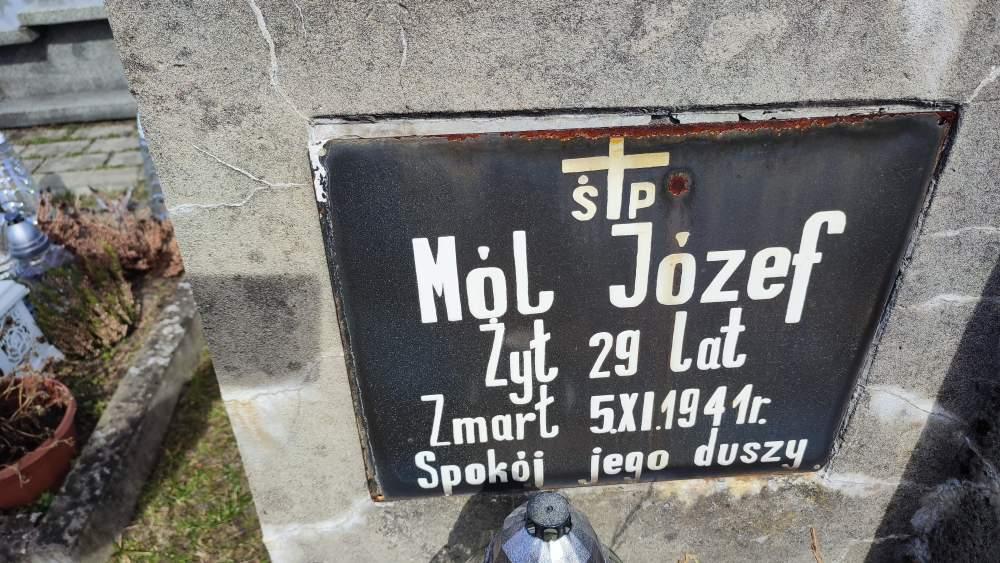 Ś P
Mól Józef
Żył 29 lat
Zmarł 5.XI.1941r.
Spokój jego duszy